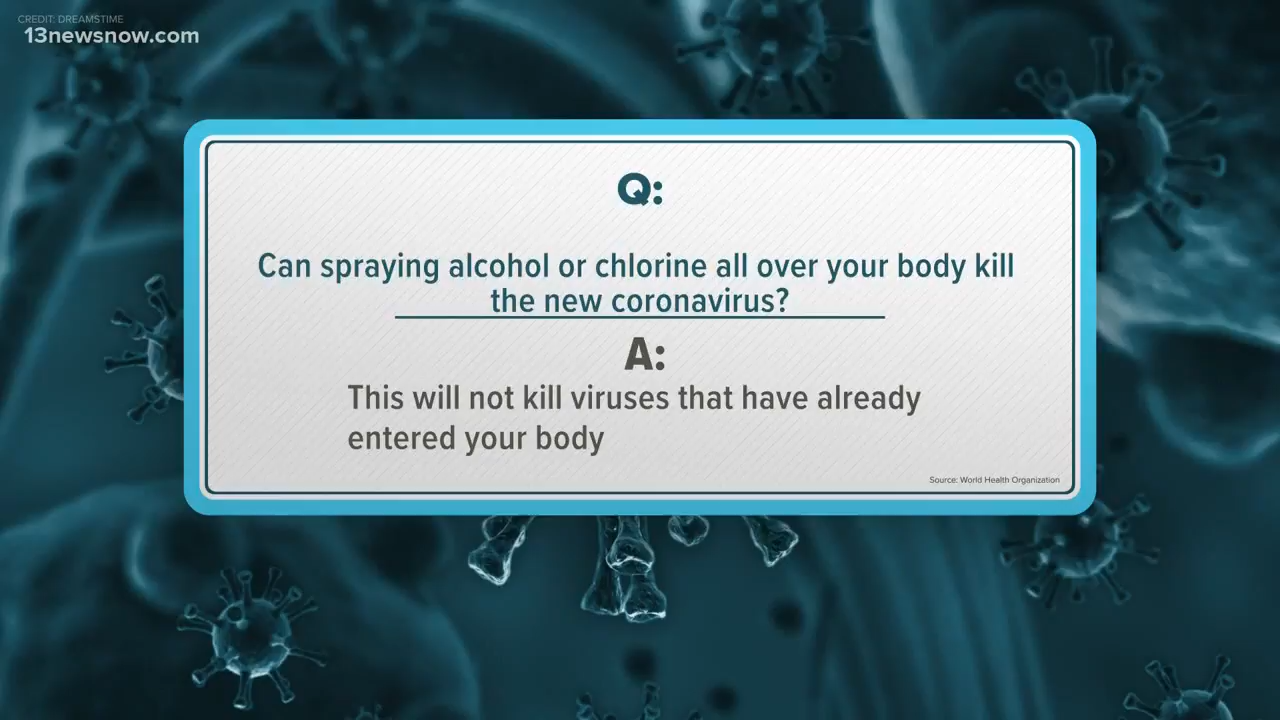 CREDIT: DREAMSTIME
13newsnow.com
Q:
Can spraying alcohol or chlorine all over your body kill
the new coronavirus?
A:
This will not kill viruses that have already
entered your body
Source: World Health Organization